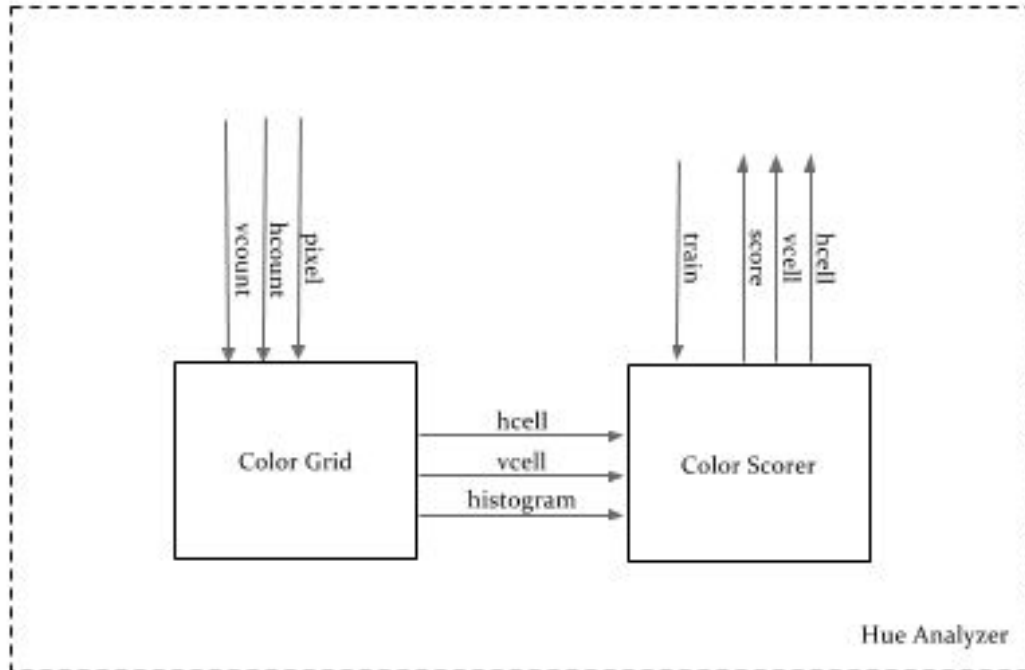 vcount
hcount
pixel
train
score
vcell
hcell
Color Grid
hcell
vcell
histogram
Color Scorer
Hue Analyzer